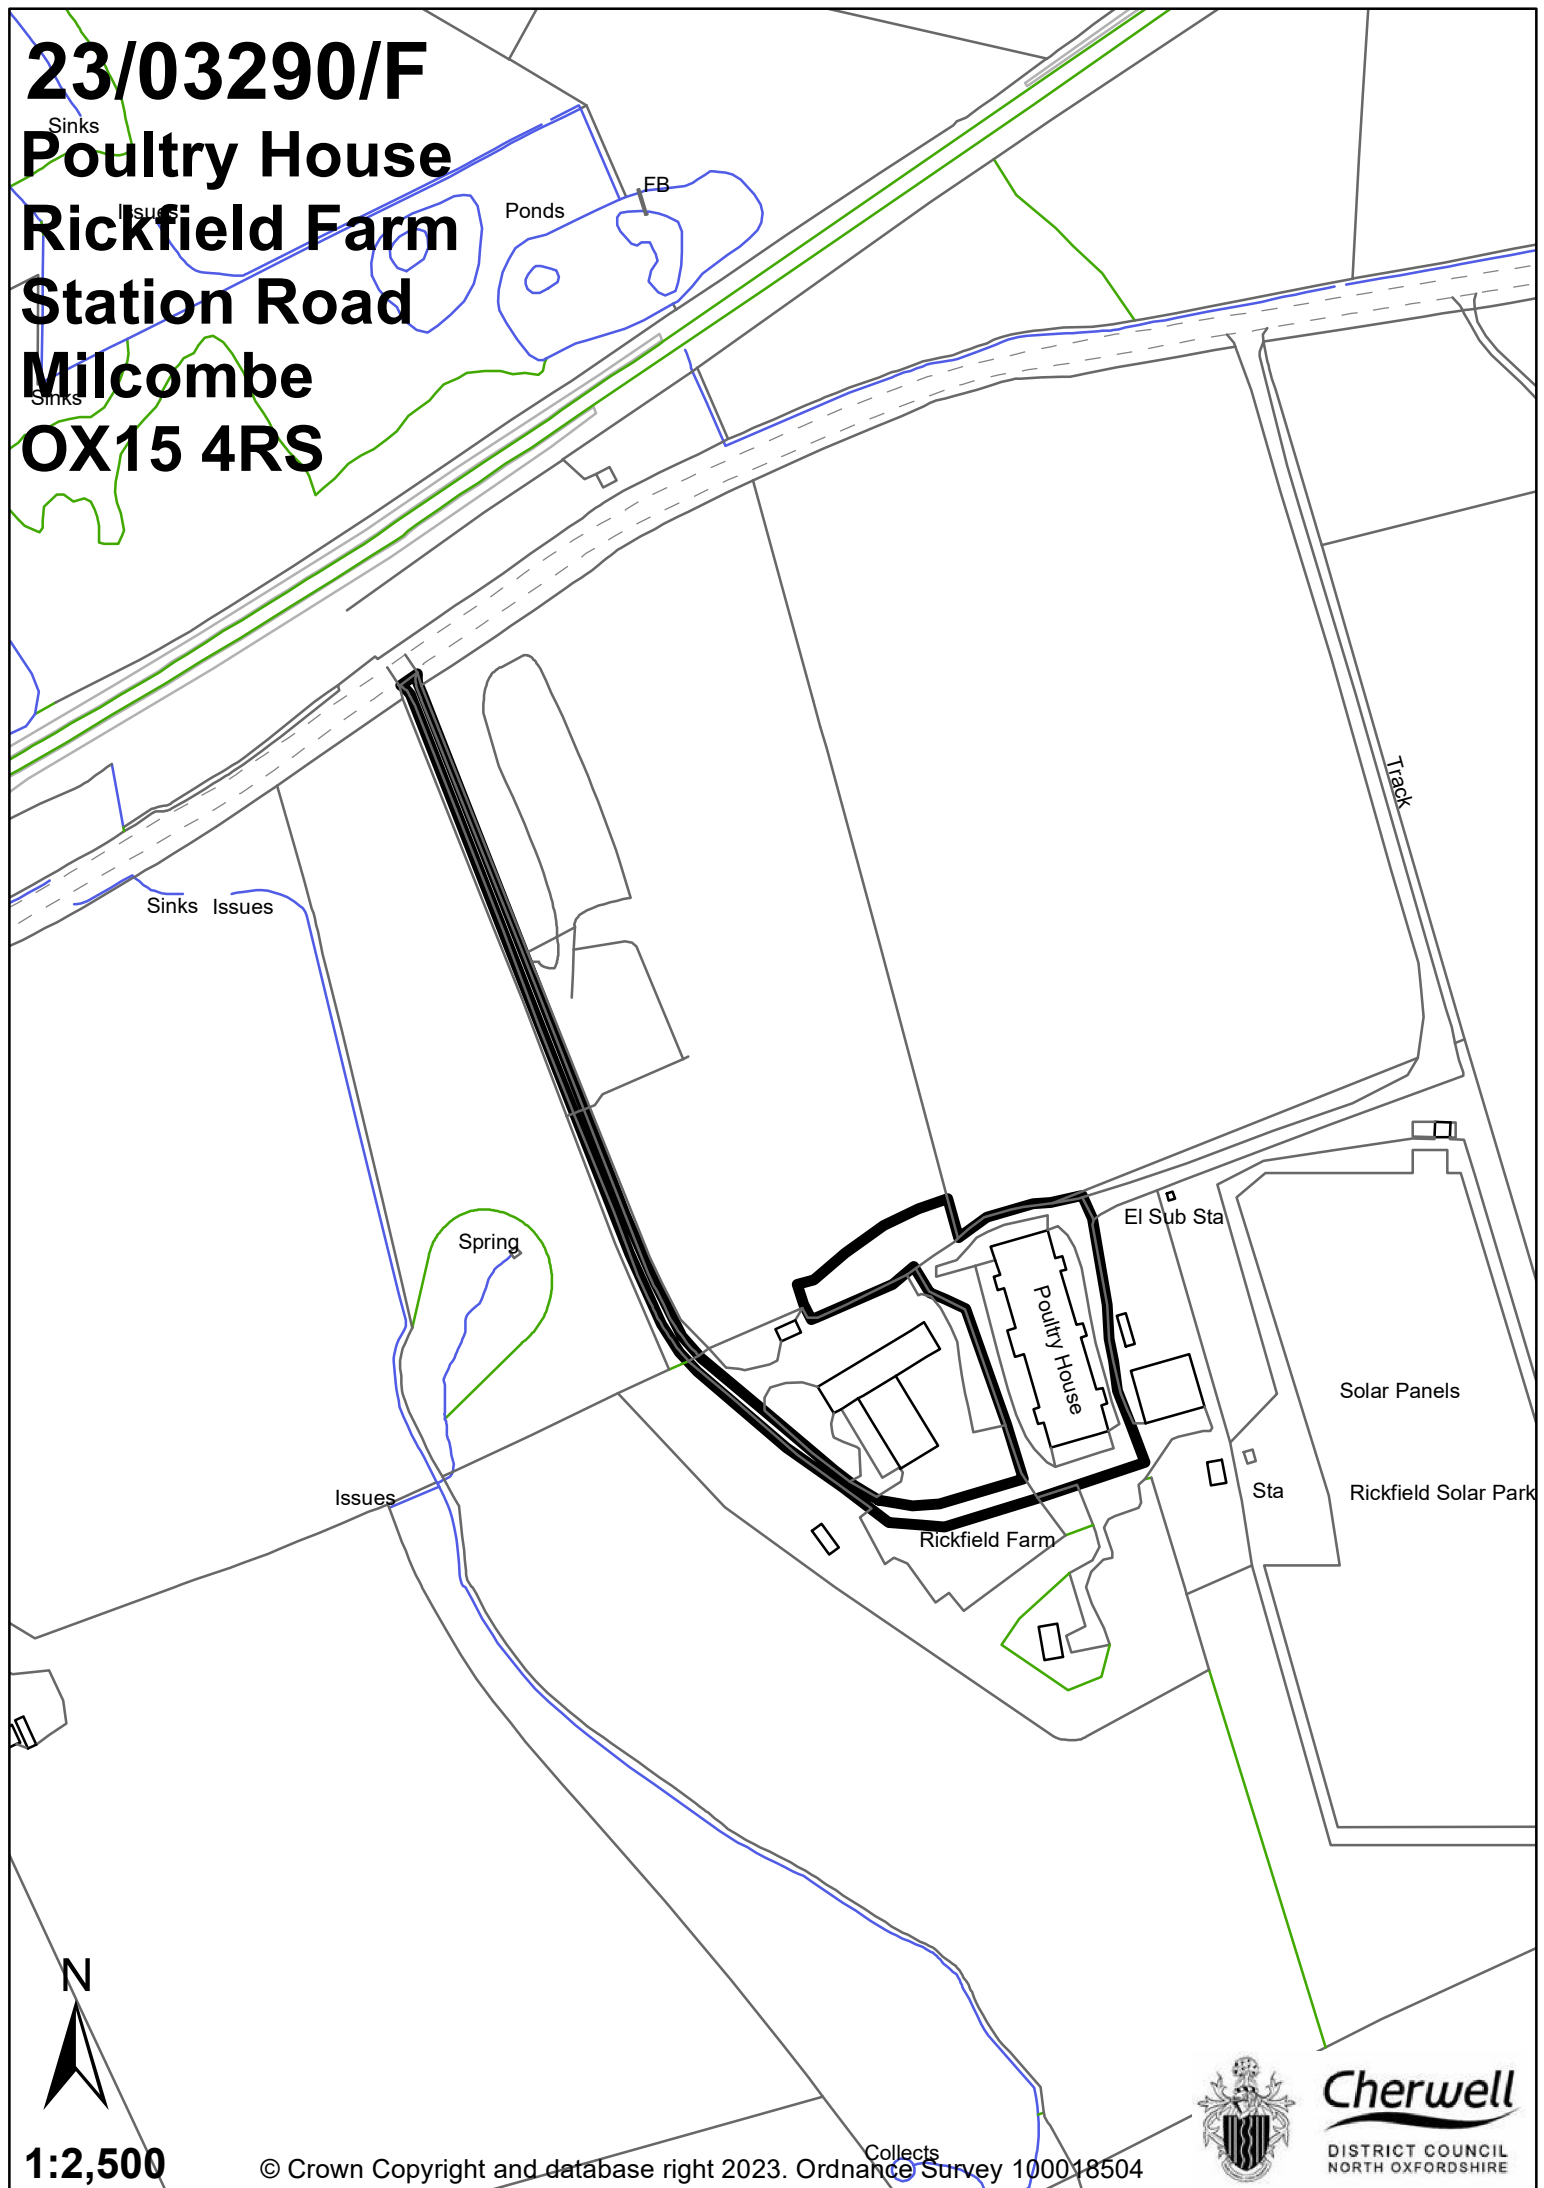 23/03290/F
Sinks
Poultry House
Issues
Rickfield Farm
Station Road
Milcombe
Sinks
OX15 4RS
FB
Ponds
Track
Sinks Issues
El Sub Sta
Spring
Poultry House
Solar Panels
Issues
Sta
Rickfield Solar Park
Rickfield Farm
N
Cherwell
DISTRICT COUNCIL
NORTH OXFORDSHIRE
Collects
1:2,500
© Crown Copyright and database right 2023. Ordnance Survey 100018504